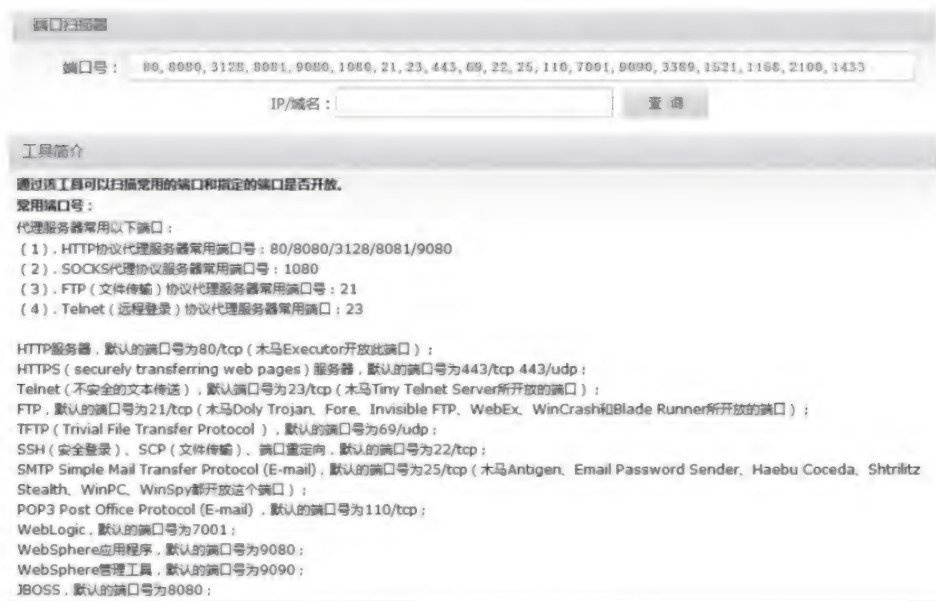 端口扫描器
端口号： 80, 8080, 3128, 8081, 9080, 1080, 21, 23, 443, 69, 22, 25, 110, 7001, 9090, 3389, 1521, 1158, 2100, 1433
IP/域名： 查 询
工具简介
通过该工具可以扫描常用的端口和指定的端口是否开放。
常用端口号：
代理服务器常用以下端口：
（1）. HTTP协议代理服务器常用端口号：80/8080/3128/8081/9080
（2）. SOCKS代理协议服务器常用端口号：1080
（3）. FTP（文件传输）协议代理服务器常用端口号：21
（4）. Telnet（远程登录）协议代理服务器常用端口：23
HTTP服务器，默认的端口号为80/tcp（木马Executor开放此端口）；
HTTPS（securely transferring web pages）服务器，默认的端口号为443/tcp 443/udp；
Telnet（不安全的文本传送），默认端口号为23/tcp（木马Tiny Telnet Server所开放的端口）；
FTP，默认的端口号为21/tcp（木马Doly Trojan、Fore、Invisible FTP、WebEx、WinCrash和Blade Runner所开放的端口）；
TFTP（Trivial File Transfer Protocol ），默认的端口号为69/udp；
SSH（安全登录）、SCP（文件传输）、端口重定向，默认的端口号为22/tcp；
SMTP Simple Mail Transfer Protocol (E-mail)，默认的端口号为25/tcp（木马Antigen、Email Password Sender、Haebu Coceda、Shtrilitz
Stealth、WinPC、WinSpy都开放这个端口）；
POP3 Post Office Protocol (E-mail) ，默认的端口号为110/tcp；
WebLogic，默认的端口号为7001；
WebSphere应用程序，默认的端口号为9080；
WebSphere管理工具，默认的端口号为9090；
JBOSS，默认的端口号为8080；